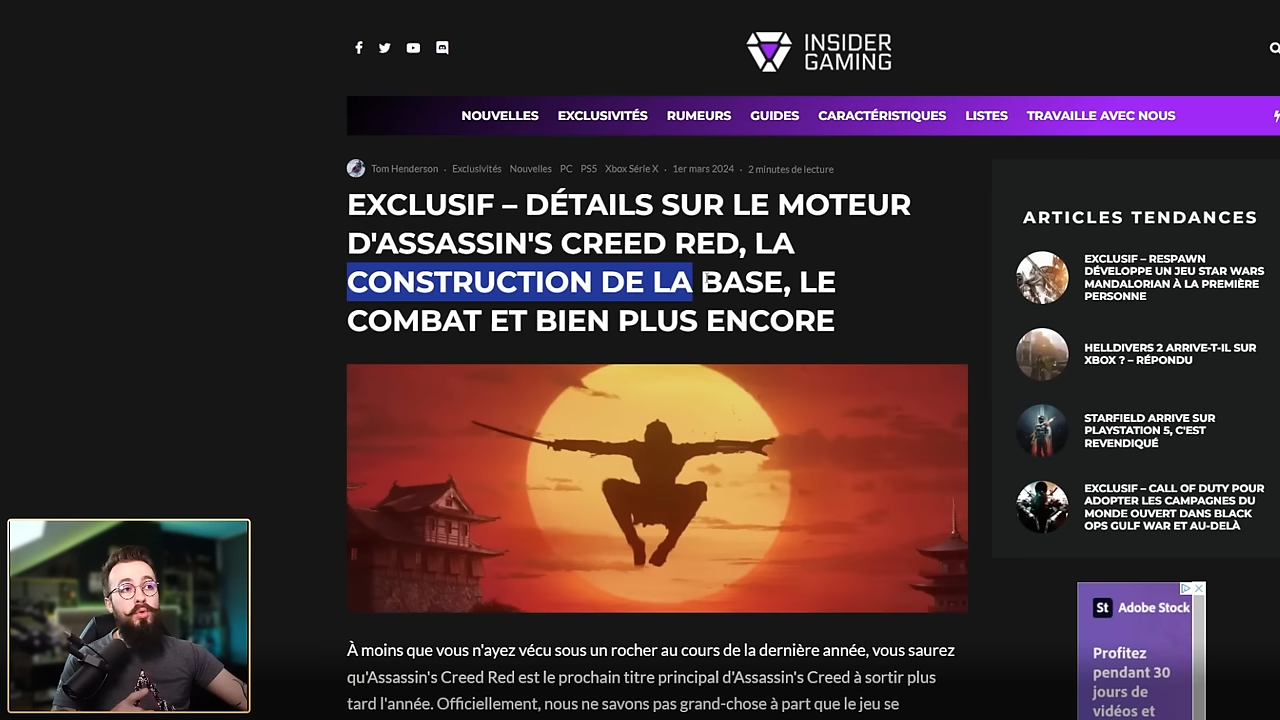 INSIDER
GAMING
NOUVELLES EXCLUSIVITÉS RUMEURS GUIDES CARACTÉRISTIQUES LISTES TRAVAILLE AVEC NOUS
Tom Henderson · Exclusivités Nouvelles PC PS5 Xbox Série X · 1er mars 2024 · 2 minutes de lecture
EXCLUSIF – DÉTAILS SUR LE MOTEUR
D'ASSASSIN'S CREED RED, LA
CONSTRUCTION DE LA BASE, LE
COMBAT ET BIEN PLUS ENCORE
À moins que vous n'ayez vécu sous un rocher au cours de la dernière année, vous saurez
qu'Assassin's Creed Red est le prochain titre principal d'Assassin's Creed à sortir plus
tard l'année. Officiellement, nous ne savons pas grand-chose à part que le jeu se
ARTICLES TENDANCES
EXCLUSIF – RESPAWN
DÉVELOPPE UN JEU STAR WARS
MANDALORIAN À LA PREMIÈRE
PERSONNE
HELLDIVERS 2 ARRIVE-T-IL SUR
XBOX ? – RÉPONDU
STARFIELD ARRIVE SUR
PLAYSTATION 5, C'EST
REVENDIQUÉ
EXCLUSIF – CALL OF DUTY POUR
ADOPTER LES CAMPAGNES DU
MONDE OUVERT DANS BLACK
OPS GULF WAR ET AU-DELÀ
St Adobe Stock
Profitez
pendant 30
jours de
vidéos et